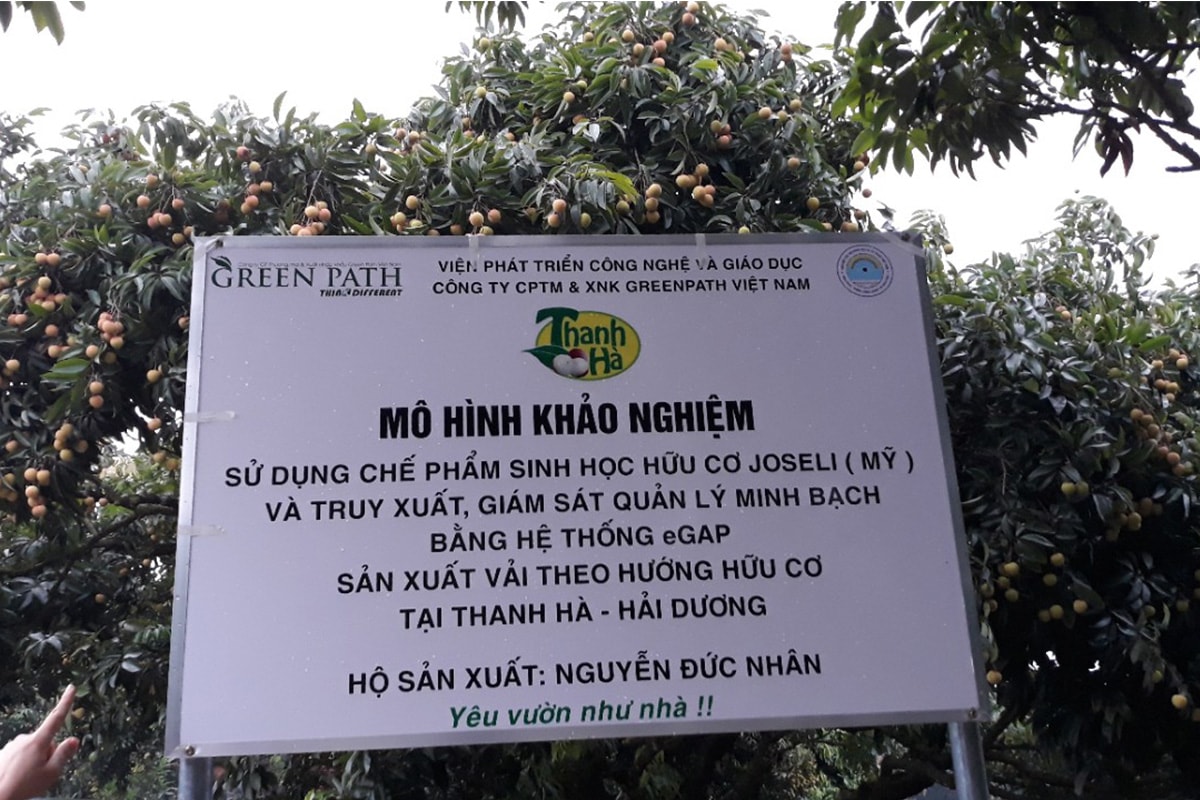 GREEN PATH
THINK DIFFERENT
VIỆN PHÁT TRIỂN CÔNG NGHỆ VÀ GIÁO DỤC
CÔNG TY CPTM & XNK GREENPATH VIỆT NAM
Thanh
Hà
MÔ HÌNH KHẢO NGHIỆM
SỬ DỤNG CHẾ PHẨM SINH HỌC HỮU CƠ JOSELI ( MỸ )
VÀ TRUY XUẤT, GIÁM SÁT QUẢN LÝ MINH BẠCH
BẰNG HỆ THỐNG eGAP
SẢN XUẤT VẢI THEO HƯỚNG HỮU CƠ
TẠI THANH HÀ - HẢI DƯƠNG
HỘ SẢN XUẤT: NGUYỄN ĐỨC NHÂN
Yêu vườn như nhà !!